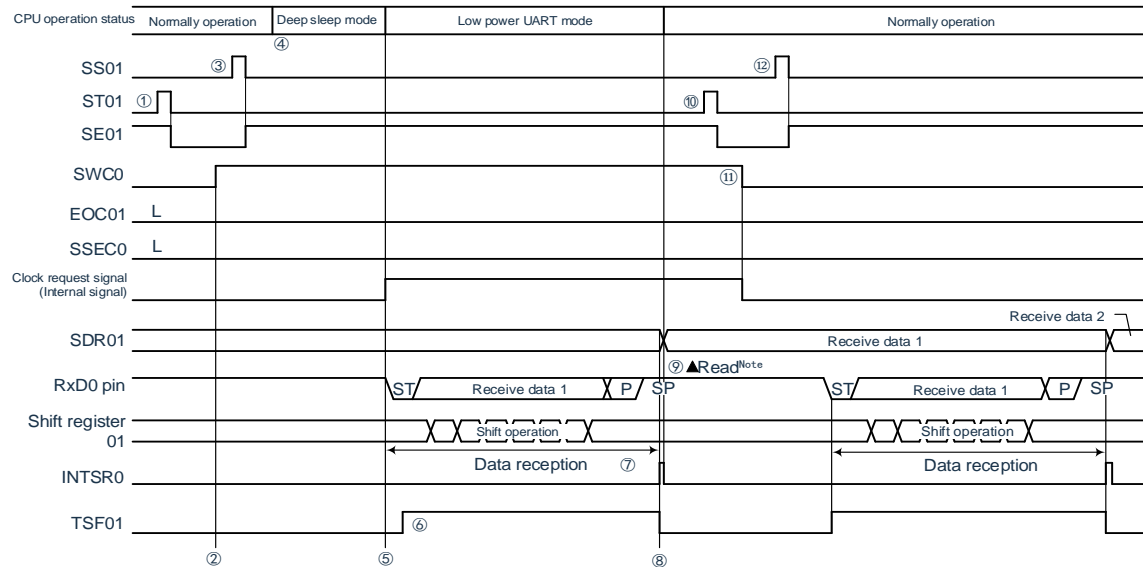 CPU operation status Normally operation Deep sleep mode Low power UART mode Normally operation
④
SS01 ③ ⑫
ST01 ① ⑩
SE01
SWC0 ⑪
EOC01 L
SSEC0 L
Clock request signal
(Internal signal)
Receive data 2
SDR01 Receive data 1
⑨ ▲Read Note
RxD0 pin ST Receive data 1 P SP ST Receive data 1 P SP
Shift register
01 Shift operation Shift operation
Data reception ⑦ Data reception
INTSR0
TSF01 ⑥
② ⑤ ⑧